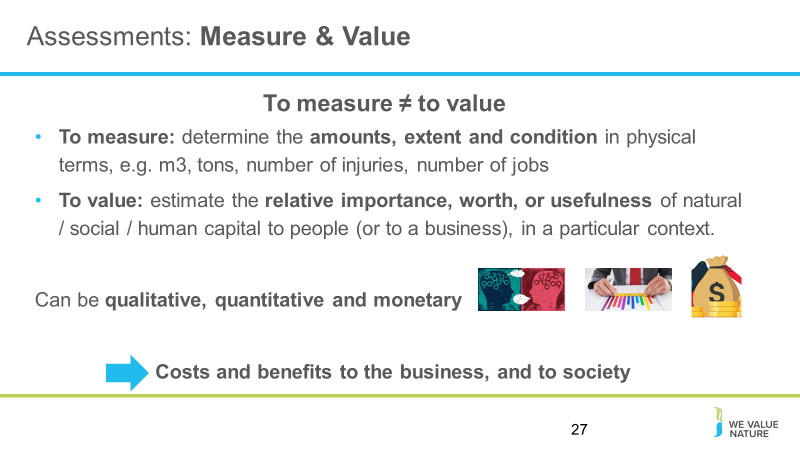 Assessments: Measure & Value
To measure ≠ to value
• To measure: determine the amounts, extent and condition in physical
terms, e.g. m3, tons, number of injuries, number of jobs
• To value: estimate the relative importance, worth, or usefulness of natural
/ social / human capital to people (or to a business), in a particular context.
Can be qualitative, quantitative and monetary
$
Costs and benefits to the business, and to society
27
WE VALUE
NATURE